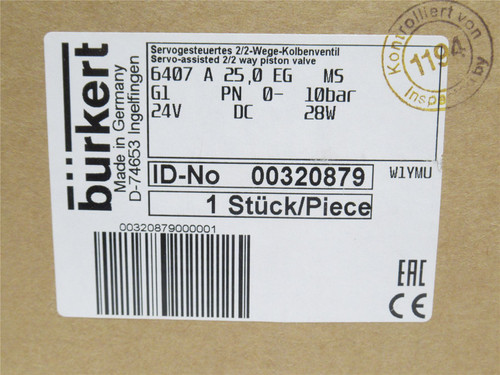 bürkert
Made in Germany
D-74653 Ingelfingen
Servogesteuertes 2/2-Wege-Kolbenventil
Servo-assisted 2/2 way piston valve
6407 A 25,0 EG MS
G1 PN 0- 10bar
24V DC 28W
ID-No 00320879
W1YMU
1 Stück/Piece
00320879000001
EAC
CE
Kontrolliert von
1194
Inspected by